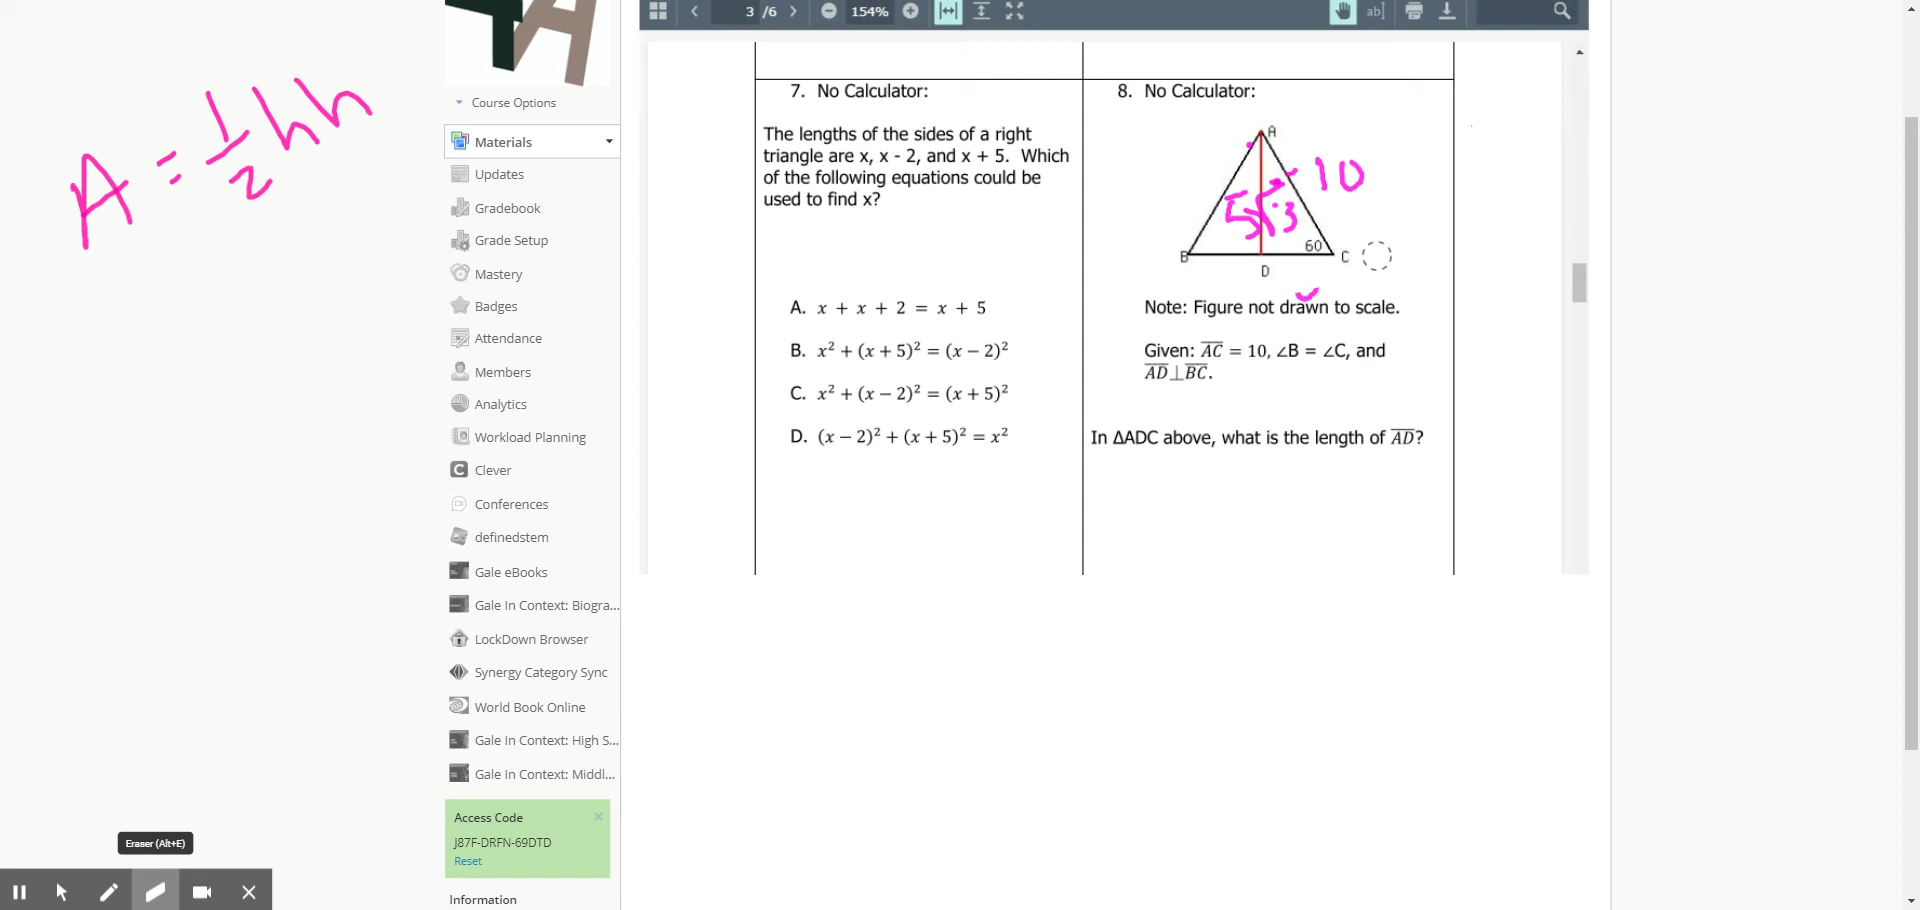 A = 1/2 h h
Course Options
Materials
Updates
Gradebook
Grade Setup
Mastery
Badges
Attendance
Members
Analytics
Workload Planning
Clever
Conferences
definedstem
Gale eBooks
Gale In Context: Biogra...
LockDown Browser
Synergy Category Sync
World Book Online
Gale In Context: High S...
Gale In Context: Middl...
Access Code
J87F-DRFN-69DTD
Reset
Information
Eraser (Alt+E)
3 /6 154%
7. No Calculator:
The lengths of the sides of a right
triangle are x, x - 2, and x + 5. Which
of the following equations could be
used to find x?
A. x + x + 2 = x + 5
B. x² + (x + 5)² = (x − 2)²
C. x² + (x − 2)² = (x + 5)²
D. (x − 2)² + (x + 5)² = x²
8. No Calculator:
A
10
5√3
60
B
C
D
Note: Figure not drawn to scale.
Given: A̅C̅ = 10, ∠B = ∠C, and
A̅D̅⊥B̅C̅.
In ΔADC above, what is the length of A̅D̅?